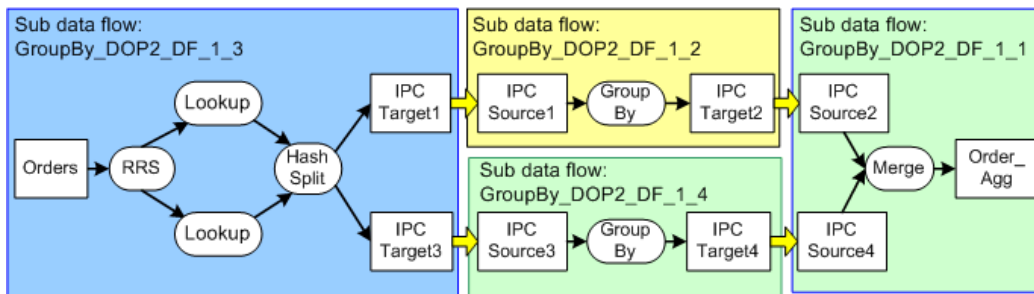 Sub data flow:
GroupBy_DOP2_DF_1_3
Lookup
Orders
RRS
Hash
Split
Lookup
IPC
Target1
IPC
Target3
Sub data flow:
GroupBy_DOP2_DF_1_2
IPC
Source1
Group
By
IPC
Target2
Sub data flow:
GroupBy_DOP2_DF_1_4
IPC
Source3
Group
By
IPC
Target4
Sub data flow:
GroupBy_DOP2_DF_1_1
IPC
Source2
Merge
Order_
Agg
IPC
Source4